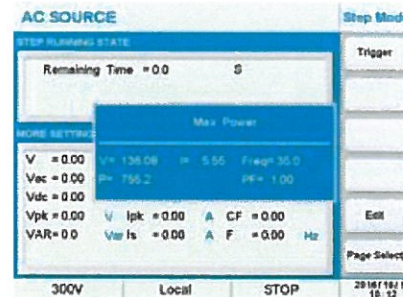 AC SOURCE
Step Mode
STEP RUNNING STATE
Remaining Time = 0.0 S
Trigger
Max Power
MORE SETTING
V = 0.00 V= 136.08 I= 5.55 Freq= 35.0
Vac = 0.00 P= 755.2 PF= 1.00
Vdc = 0.00
Vpk = 0.00 V Ipk = 0.00 A CF = 0.00
VAR= 0.0 Var Is = 0.00 A F = 0.00 Hz
Exit
Page Select
300V Local STOP